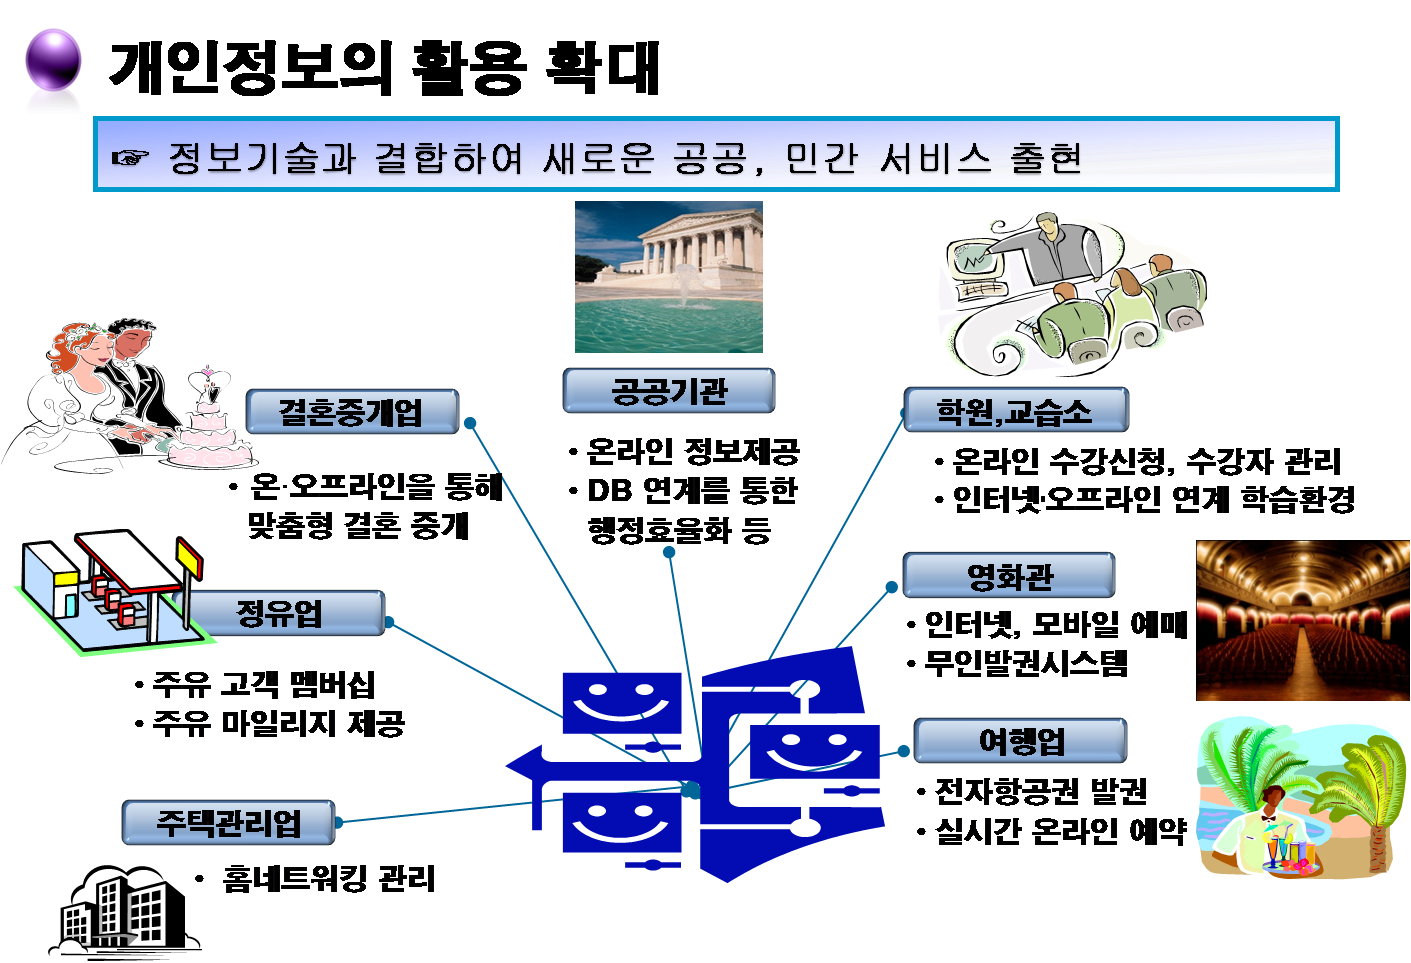 개인정보의 활용 확대
☞ 정보기술과 결합하여 새로운 공공, 민간 서비스 출현
공공기관
• 온라인 정보제공
• DB 연계를 통한
행정효율화 등
결혼중개업
• 온·오프라인을 통해
맞춤형 결혼 중개
학원,교습소
• 온라인 수강신청, 수강자 관리
• 인터넷·오프라인 연계 학습환경
정유업
• 주유 고객 멤버십
• 주유 마일리지 제공
영화관
• 인터넷, 모바일 예매
• 무인발권시스템
여행업
• 전자항공권 발권
• 실시간 온라인 예약
주택관리업
• 홈네트워킹 관리